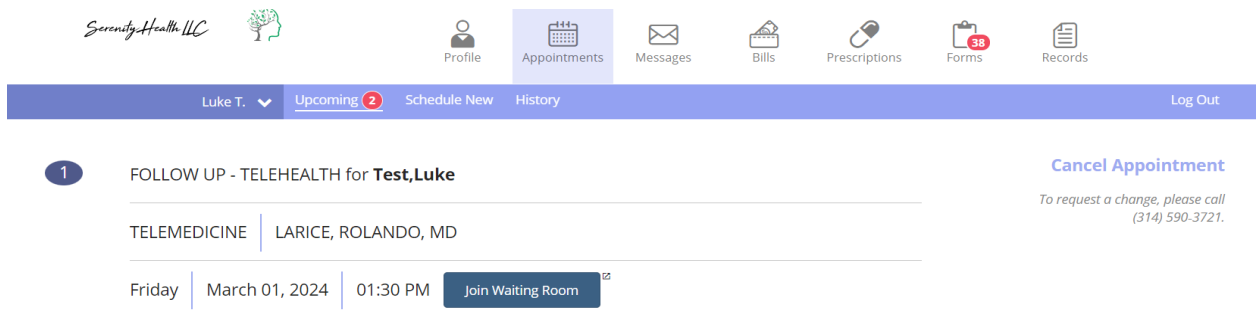 Serenity Health LLC
Profile
Appointments
Messages
Bills
Prescriptions
38
Forms
Records
Luke T.
Upcoming 2
Schedule New
History
Log Out
1
FOLLOW UP - TELEHEALTH for Test,Luke
Cancel Appointment
To request a change, please call
(314) 590-3721.
TELEMEDICINE
LARICE, ROLANDO, MD
Friday
March 01, 2024
01:30 PM
Join Waiting Room